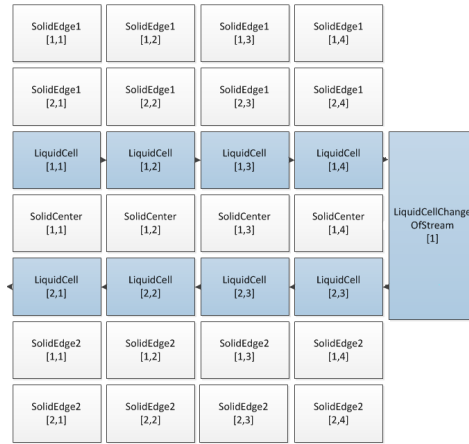 SolidEdge1 SolidEdge1 SolidEdge1 SolidEdge1
[1,1] [1,2] [1,3] [1,4]
SolidEdge1 SolidEdge1 SolidEdge1 SolidEdge1
[2,1] [2,2] [2,3] [2,4]
LiquidCell LiquidCell LiquidCell LiquidCell
[1,1] [1,2] [1,3] [1,4]
SolidCenter SolidCenter SolidCenter SolidCenter
[1,1] [1,2] [1,3] [1,4]
LiquidCellChange
OfStream
[1]
LiquidCell LiquidCell LiquidCell LiquidCell
[2,1] [2,2] [2,3] [2,3]
SolidEdge2 SolidEdge2 SolidEdge2 SolidEdge2
[1,1] [1,2] [1,3] [1,4]
SolidEdge2 SolidEdge2 SolidEdge2 SolidEdge2
[2,1] [2,2] [2,3] [2,4]